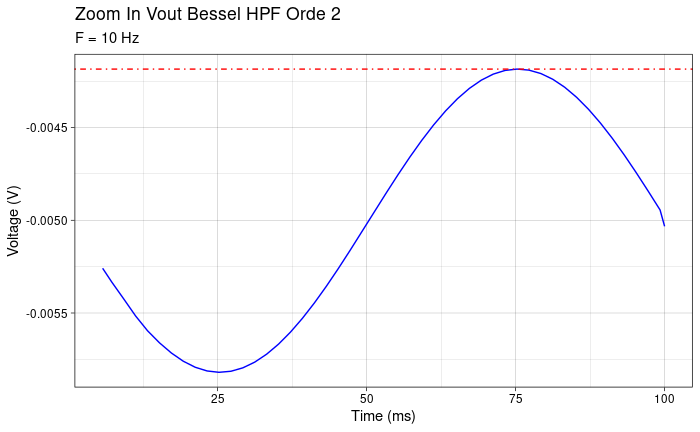 Zoom In Vout Bessel HPF Orde 2
F = 10 Hz
-0.0045
-0.0050
-0.0055
Voltage (V)
25
50
75
100
Time (ms)